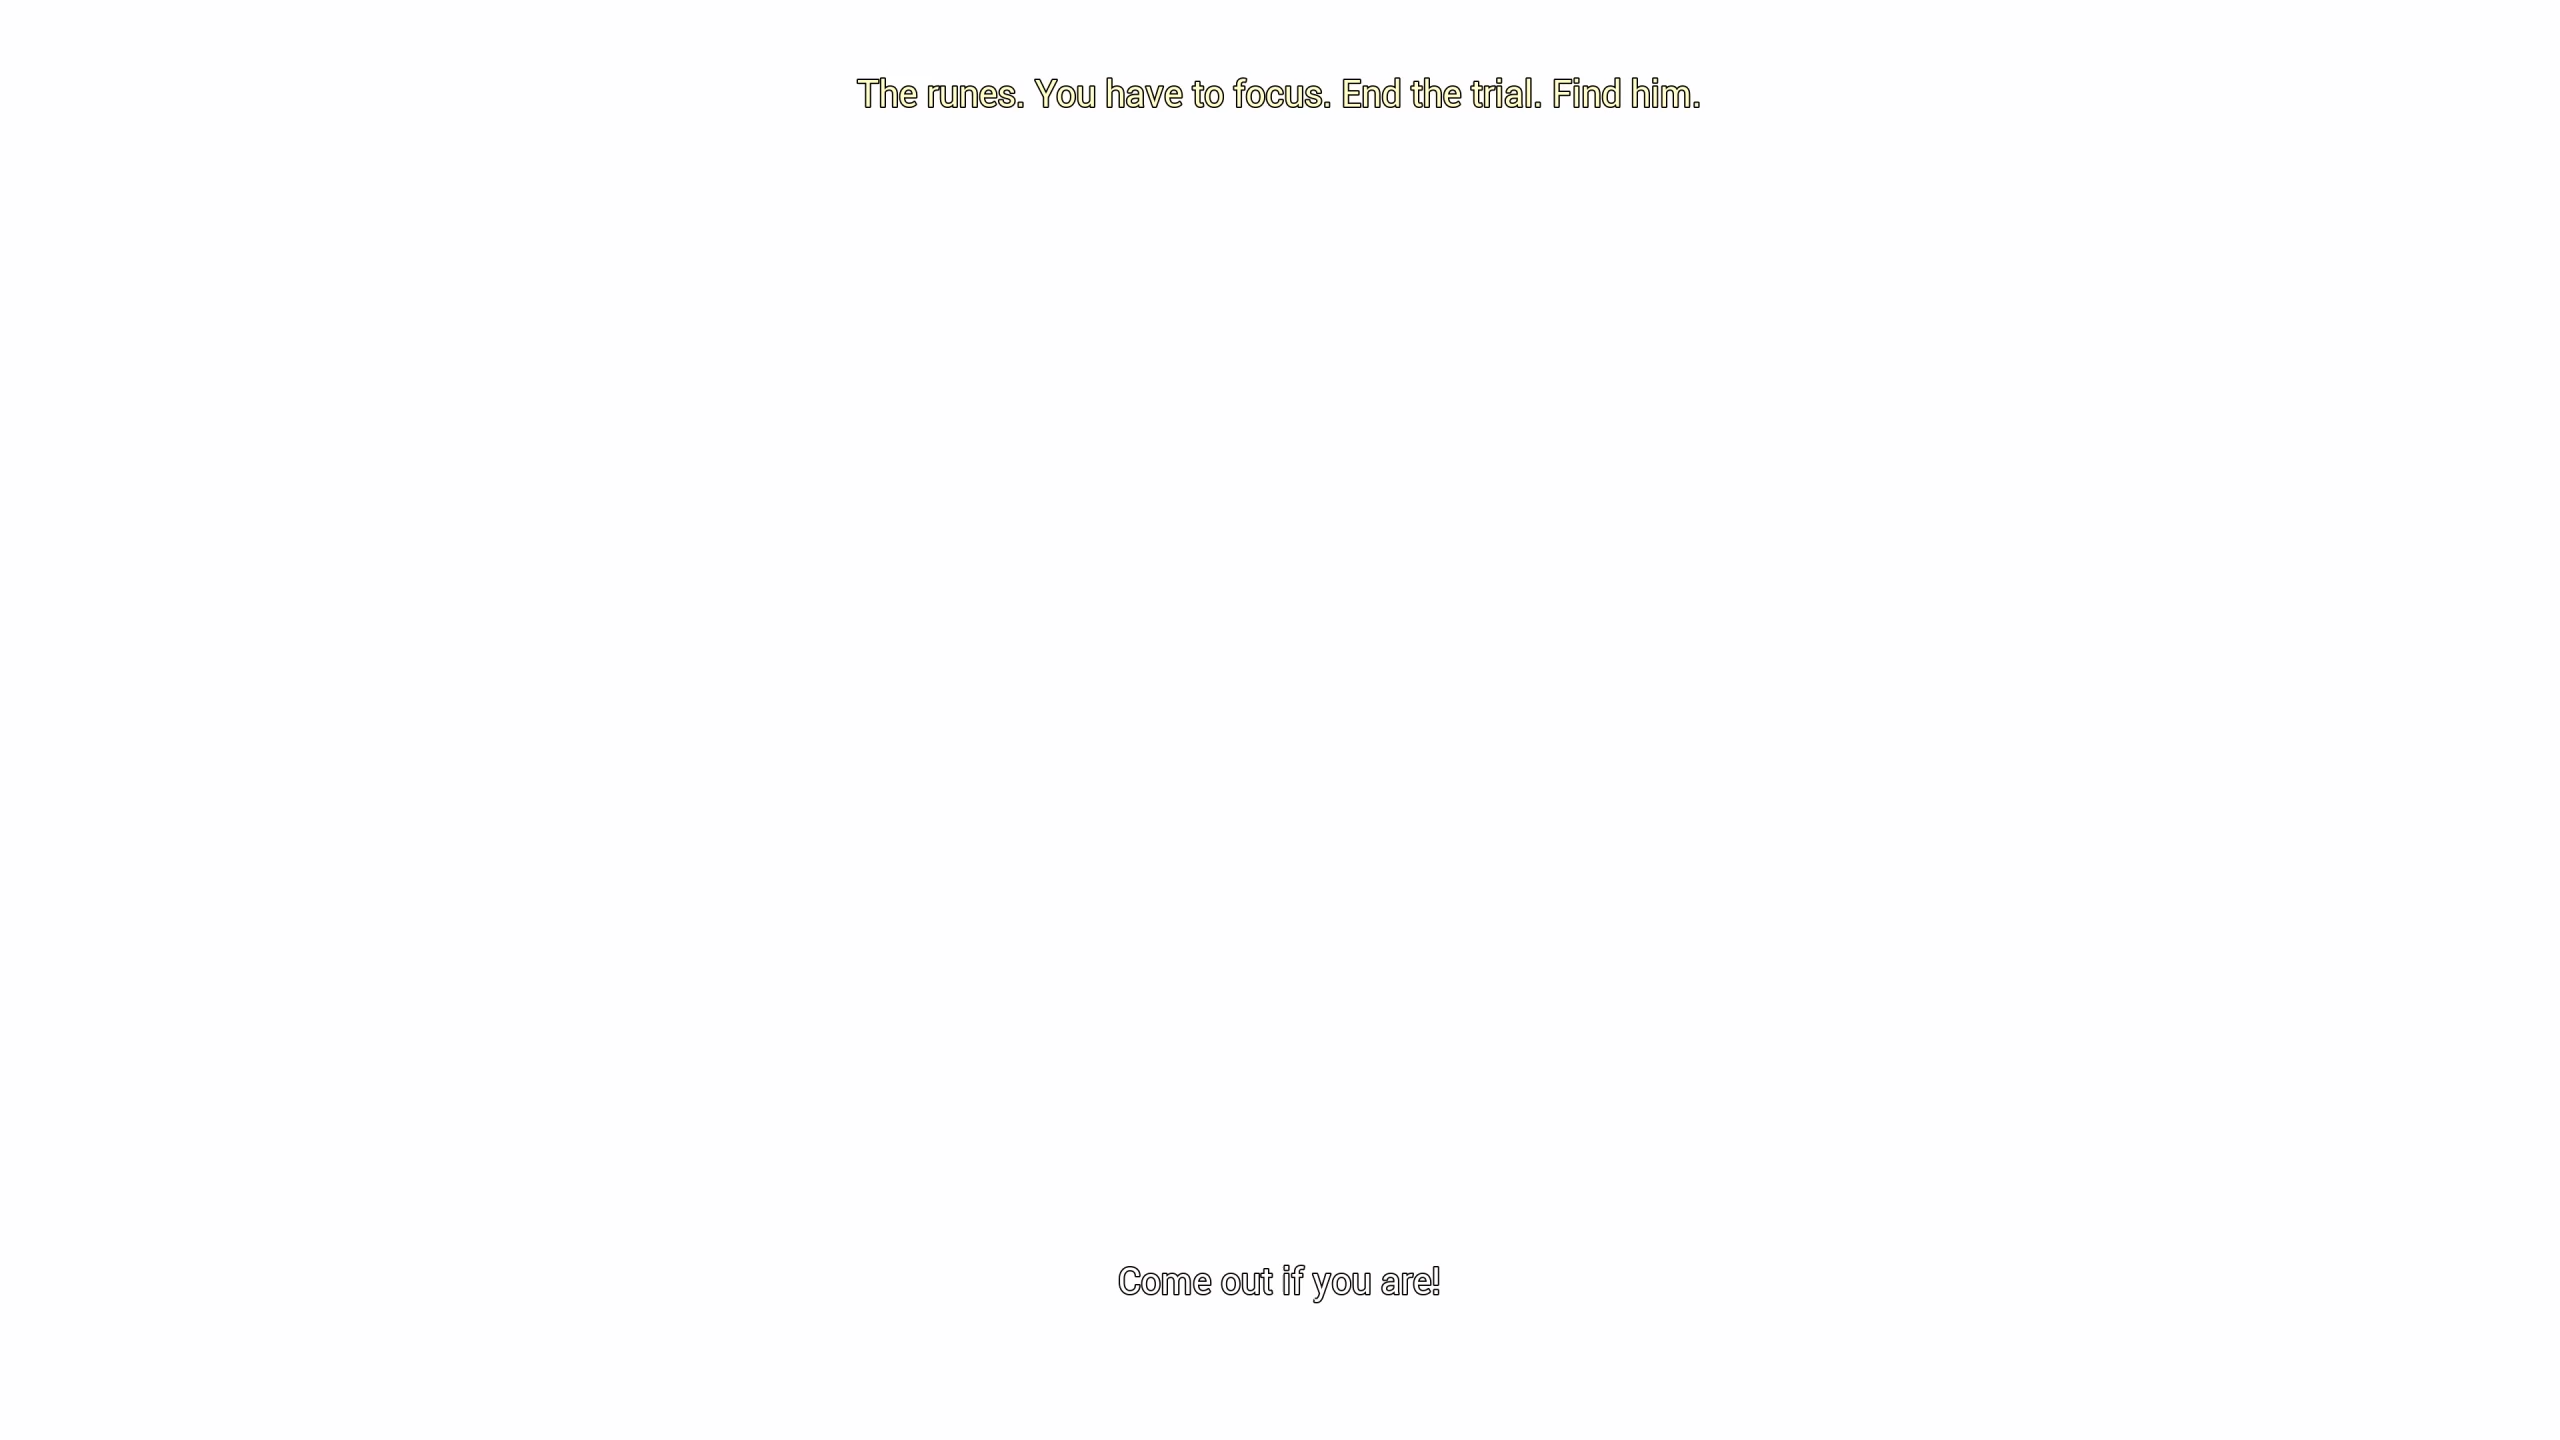 The runes. You have to focus. End the trial. Find him.
Come out if you are!